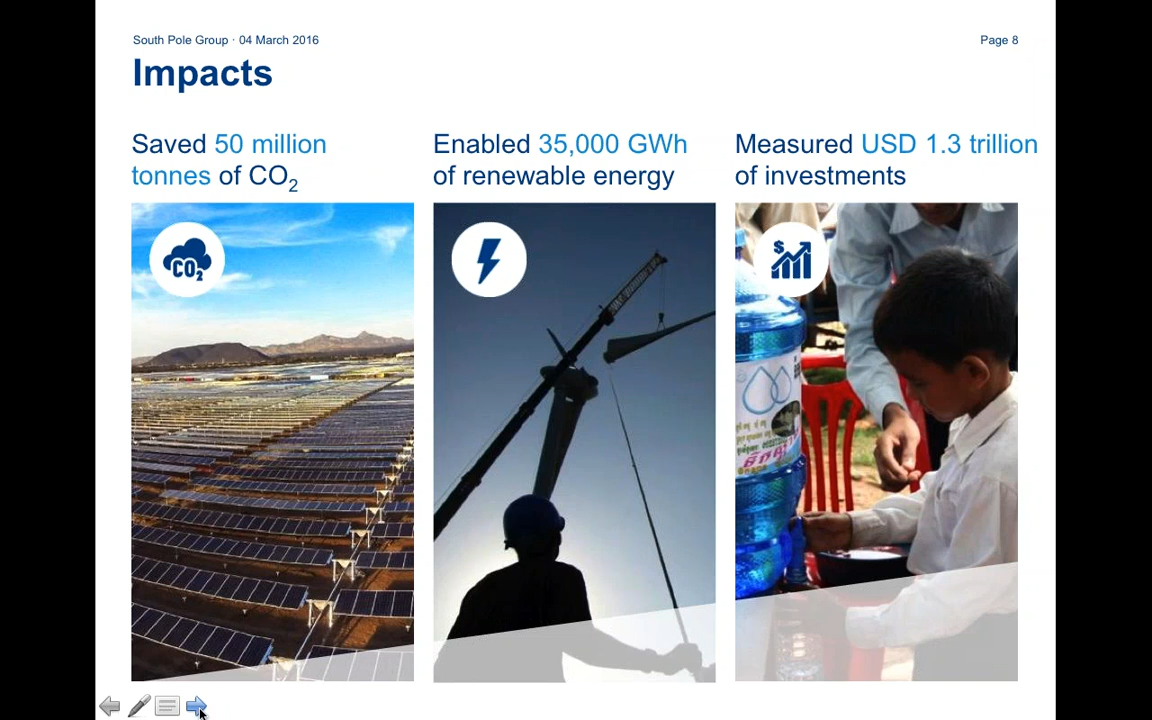 South Pole Group · 04 March 2016
Page 8
Impacts
Saved 50 million
tonnes of CO₂
Enabled 35,000 GWh
of renewable energy
Measured USD 1.3 trillion
of investments
CO₂
$